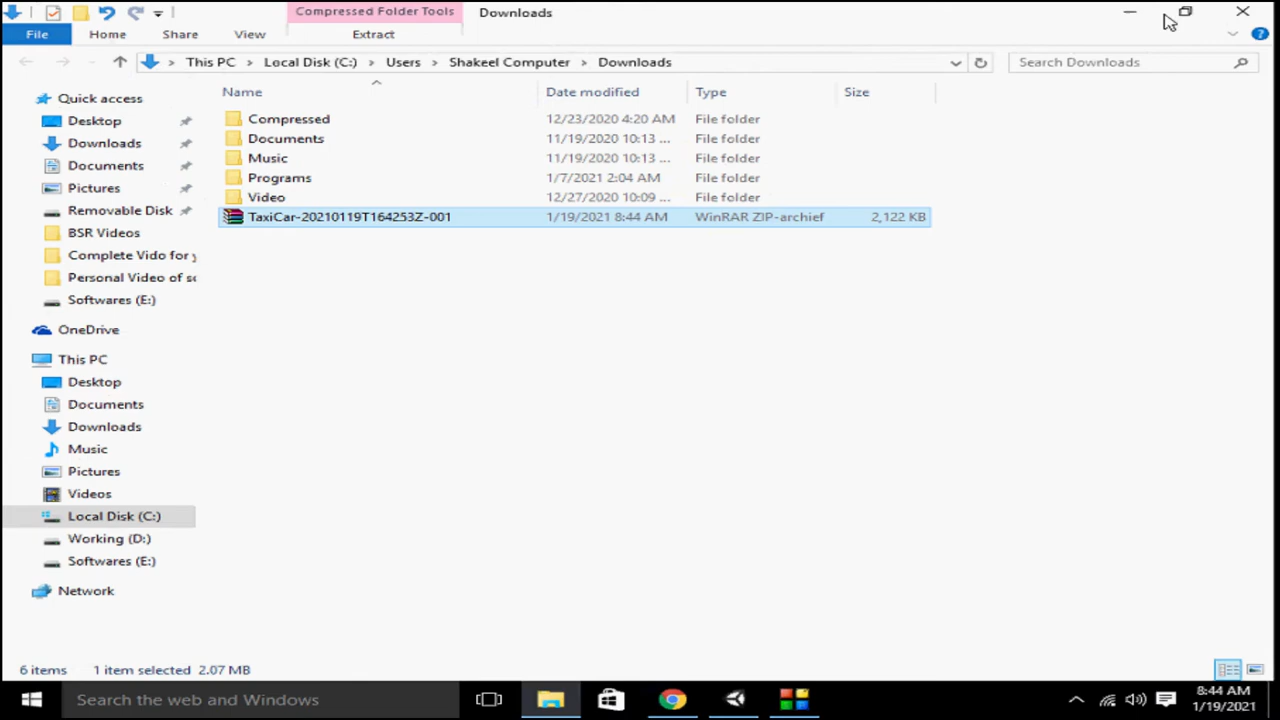 Compressed Folder Tools Downloads
File Home Share View Extract
This PC Local Disk (C:) Users Shakeel Computer Downloads Search Downloads
Name Date modified Type Size
Quick access
Desktop
Downloads
Documents
Pictures
Removable Disk
BSR Videos
Complete Vido for y
Personal Video of se
Softwares (E:)
OneDrive
This PC
Desktop
Documents
Downloads
Music
Pictures
Videos
Local Disk (C:)
Working (D:)
Softwares (E:)
Network
Compressed 12/23/2020 4:20 AM File folder
Documents 11/19/2020 10:13 ... File folder
Music 11/19/2020 10:13 ... File folder
Programs 1/7/2021 2:04 AM File folder
Video 12/27/2020 10:09 ... File folder
TaxiCar-20210119T164253Z-001 1/19/2021 8:44 AM WinRAR ZIP-archief 2,122 KB
6 items 1 item selected 2.07 MB
Search the web and Windows
8:44 AM
1/19/2021